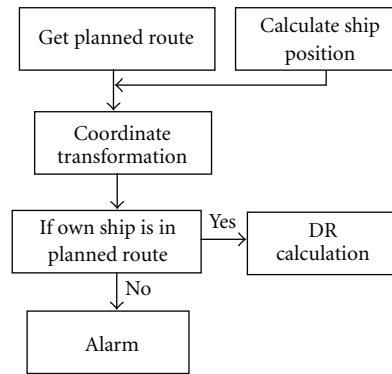 Get planned route
Calculate ship
position
Coordinate
transformation
If own ship is in
planned route
Yes
DR
calculation
No
Alarm